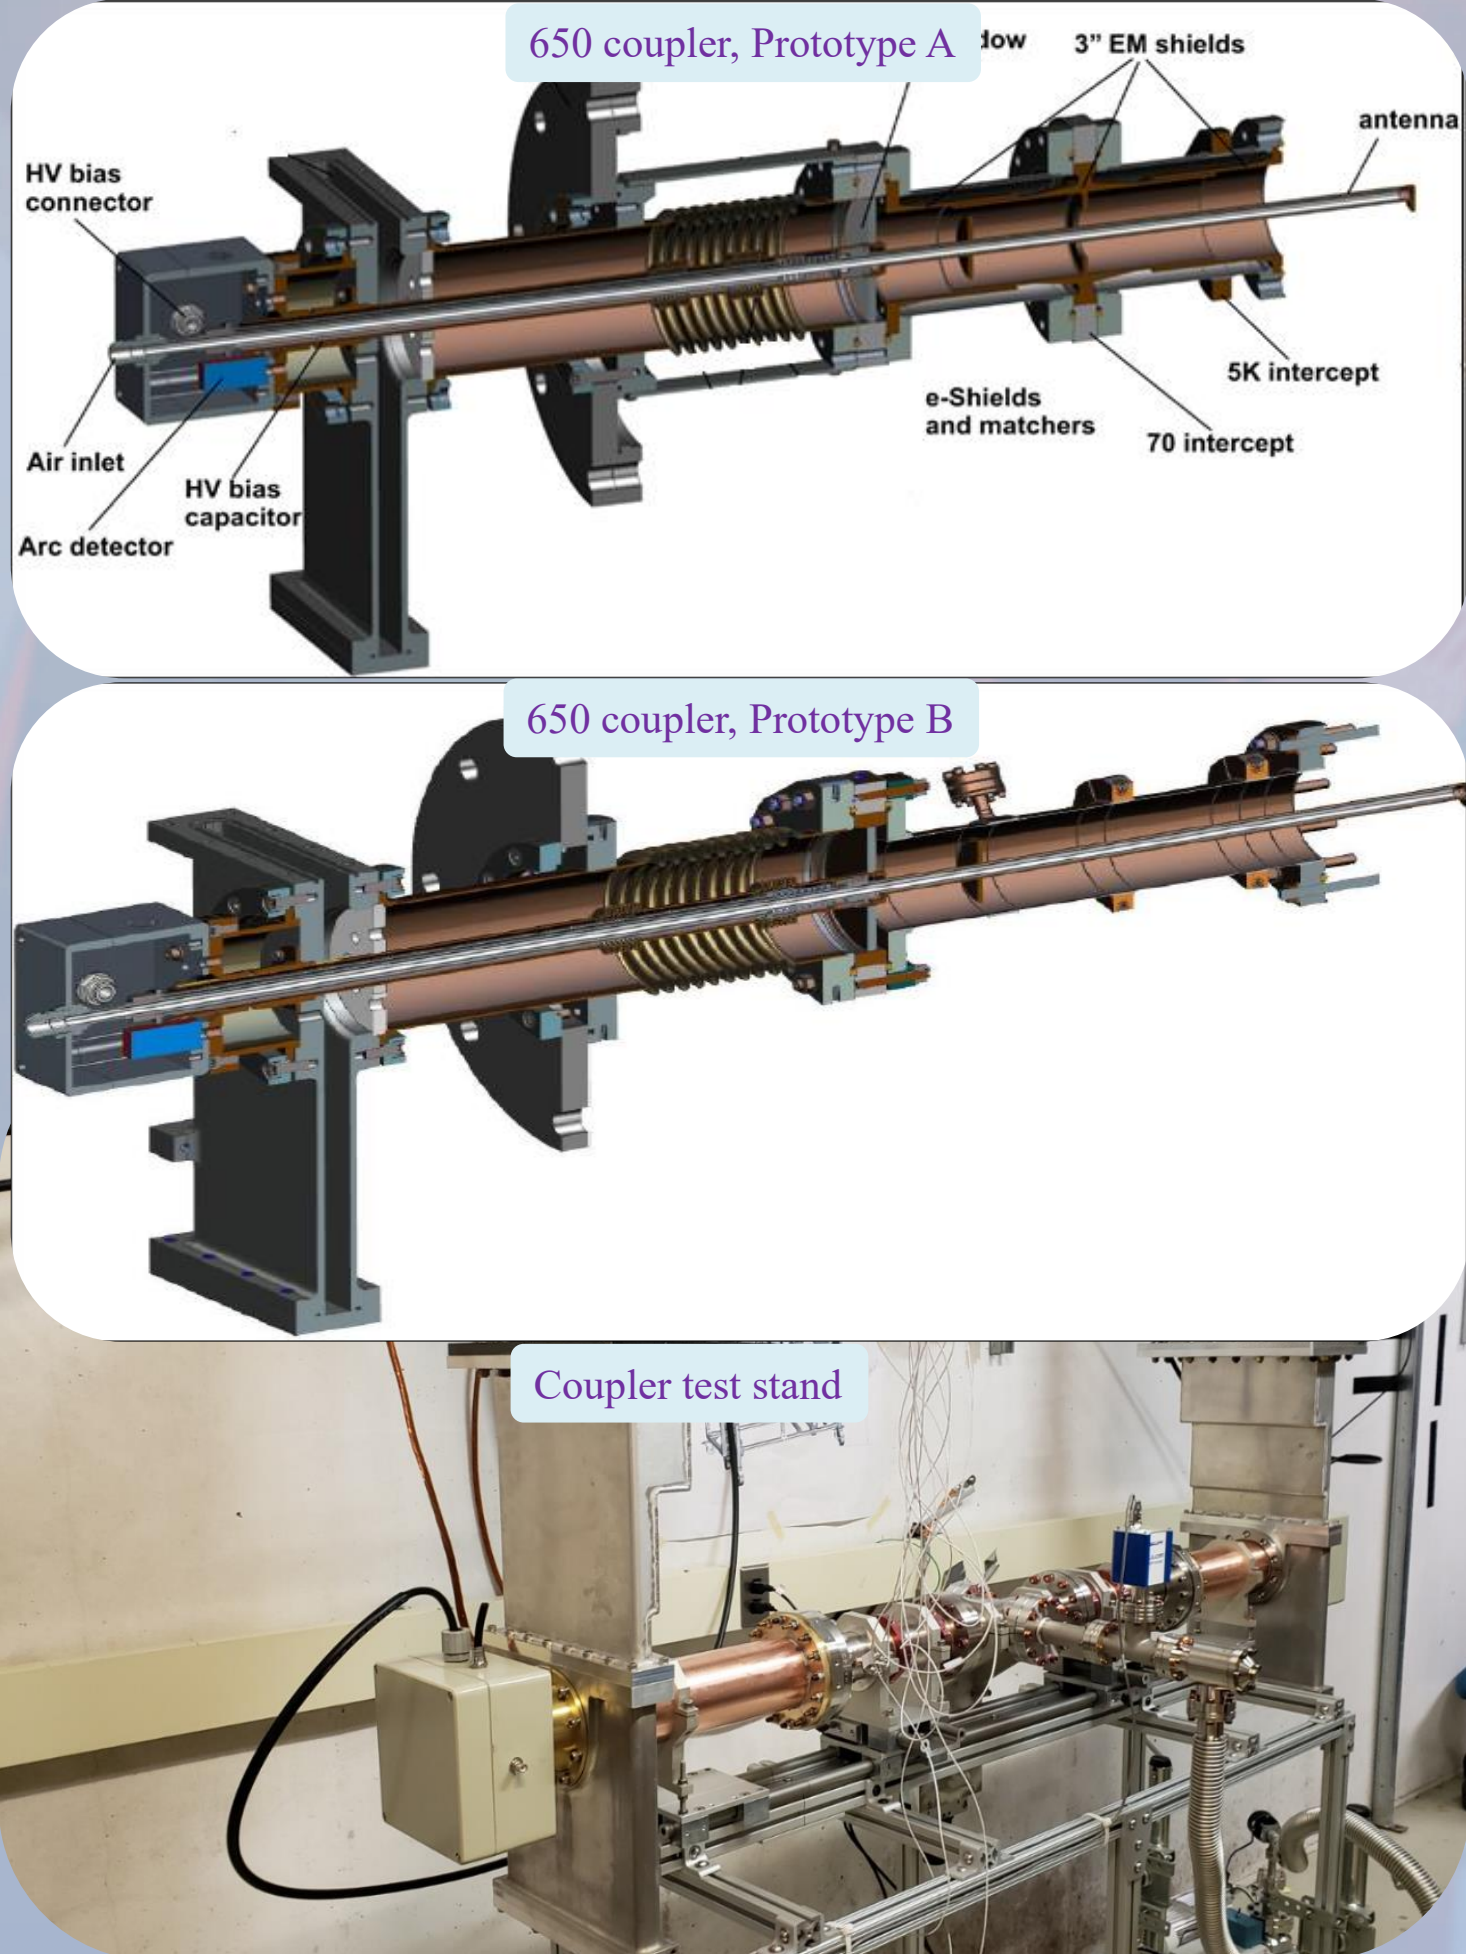 650 coupler, Prototype A
3” EM shields
antenna
HV bias
connector
5K intercept
e-Shields
and matchers
70 intercept
Air inlet
HV bias
capacitor
Arc detector
650 coupler, Prototype B
Coupler test stand